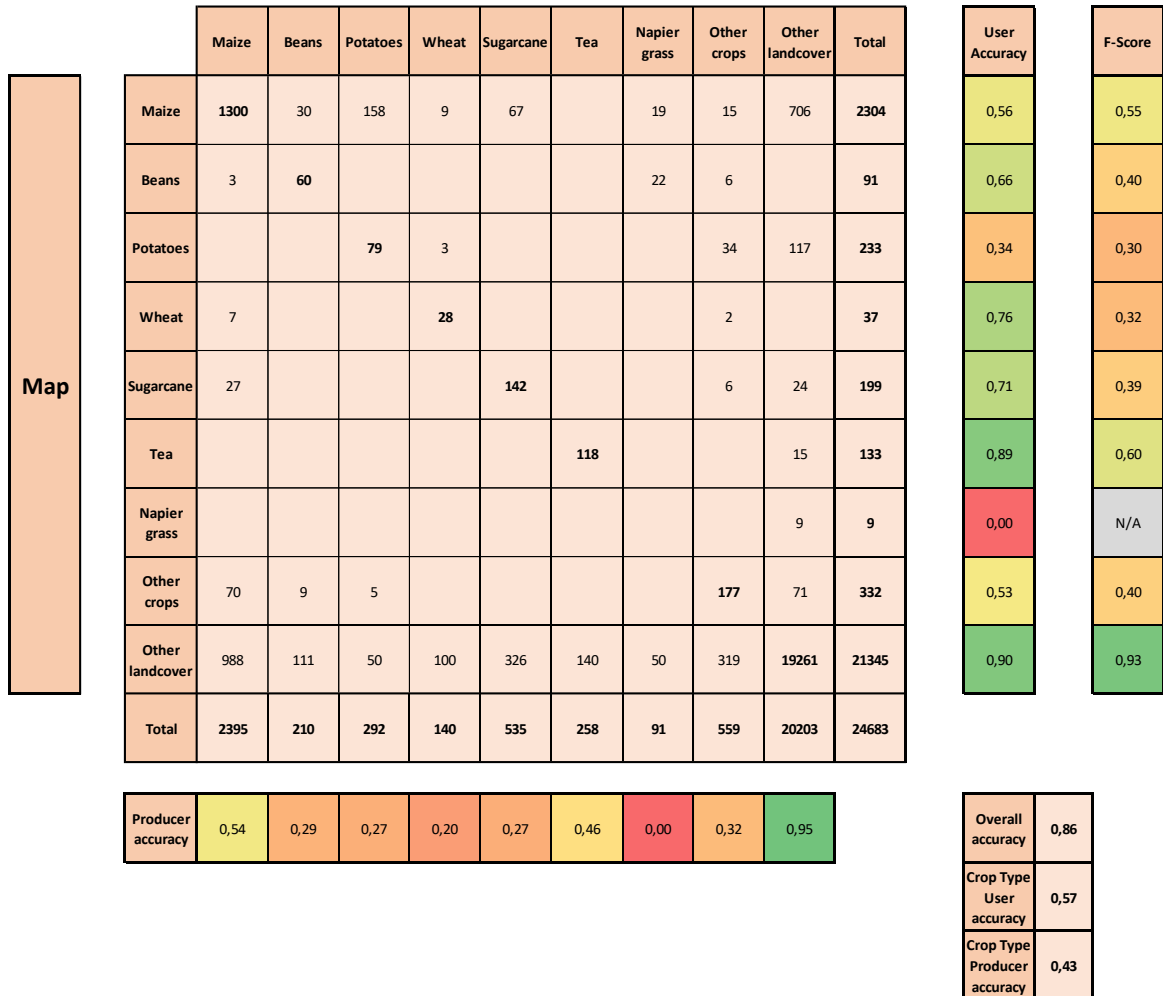 Maize Beans Potatoes Wheat Sugarcane Tea Napier grass Other crops Other landcover Total User Accuracy F-Score
Map
Maize 1300 30 158 9 67 19 15 706 2304 0,56 0,55
Beans 3 60 22 6 91 0,66 0,40
Potatoes 79 3 34 117 233 0,34 0,30
Wheat 7 28 2 37 0,76 0,32
Sugarcane 27 142 6 24 199 0,71 0,39
Tea 118 15 133 0,89 0,60
Napier grass 9 9 0,00 N/A
Other crops 70 9 5 177 71 332 0,53 0,40
Other landcover 988 111 50 100 326 140 50 319 19261 21345 0,90 0,93
Total 2395 210 292 140 535 258 91 559 20203 24683
Producer accuracy 0,54 0,29 0,27 0,20 0,27 0,46 0,00 0,32 0,95
Overall accuracy 0,86
Crop Type User accuracy 0,57
Crop Type Producer accuracy 0,43